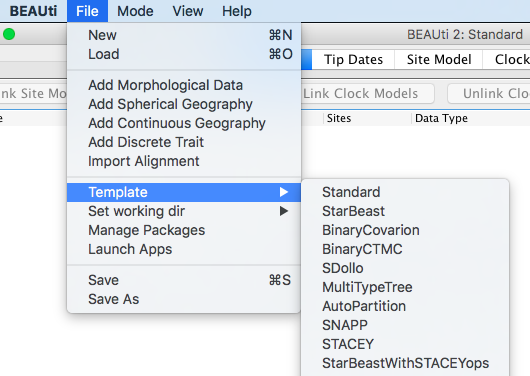 BEAUti File Mode View Help
BEAUti 2: Standard
New ⌘N
Load ⌘O
Tip Dates Site Model Clock
Add Morphological Data
nk Site Mo
Link Clock Models Unlink Cloc
Add Spherical Geography
Add Continuous Geography
Sites Data Type
Add Discrete Trait
Import Alignment
Template
Set working dir
Manage Packages
Launch Apps
Save ⌘S
Save As
Standard
StarBeast
BinaryCovarion
BinaryCTMC
SDollo
MultiTypeTree
AutoPartition
SNAPP
STACEY
StarBeastWithSTACEYops